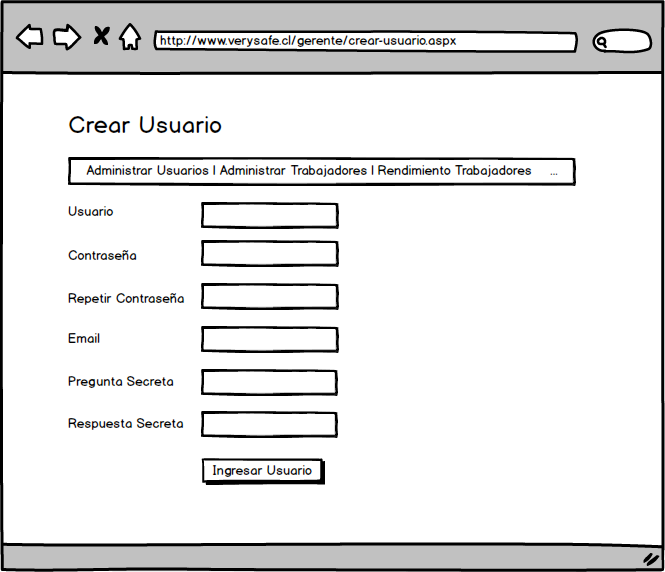 http://www.verysafe.cl/gerente/crear-usuario.aspx
Crear Usuario
Administrar Usuarios | Administrar Trabajadores | Rendimiento Trabajadores ...
Usuario
Contraseña
Repetir Contraseña
Email
Pregunta Secreta
Respuesta Secreta
Ingresar Usuario